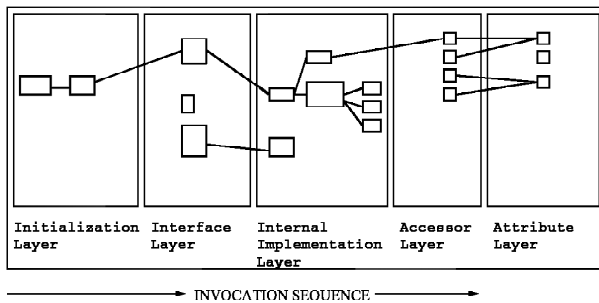 Initialization
Layer
Interface
Layer
Internal
Implementation
Layer
Accessor
Layer
Attribute
Layer
INVOCATION SEQUENCE